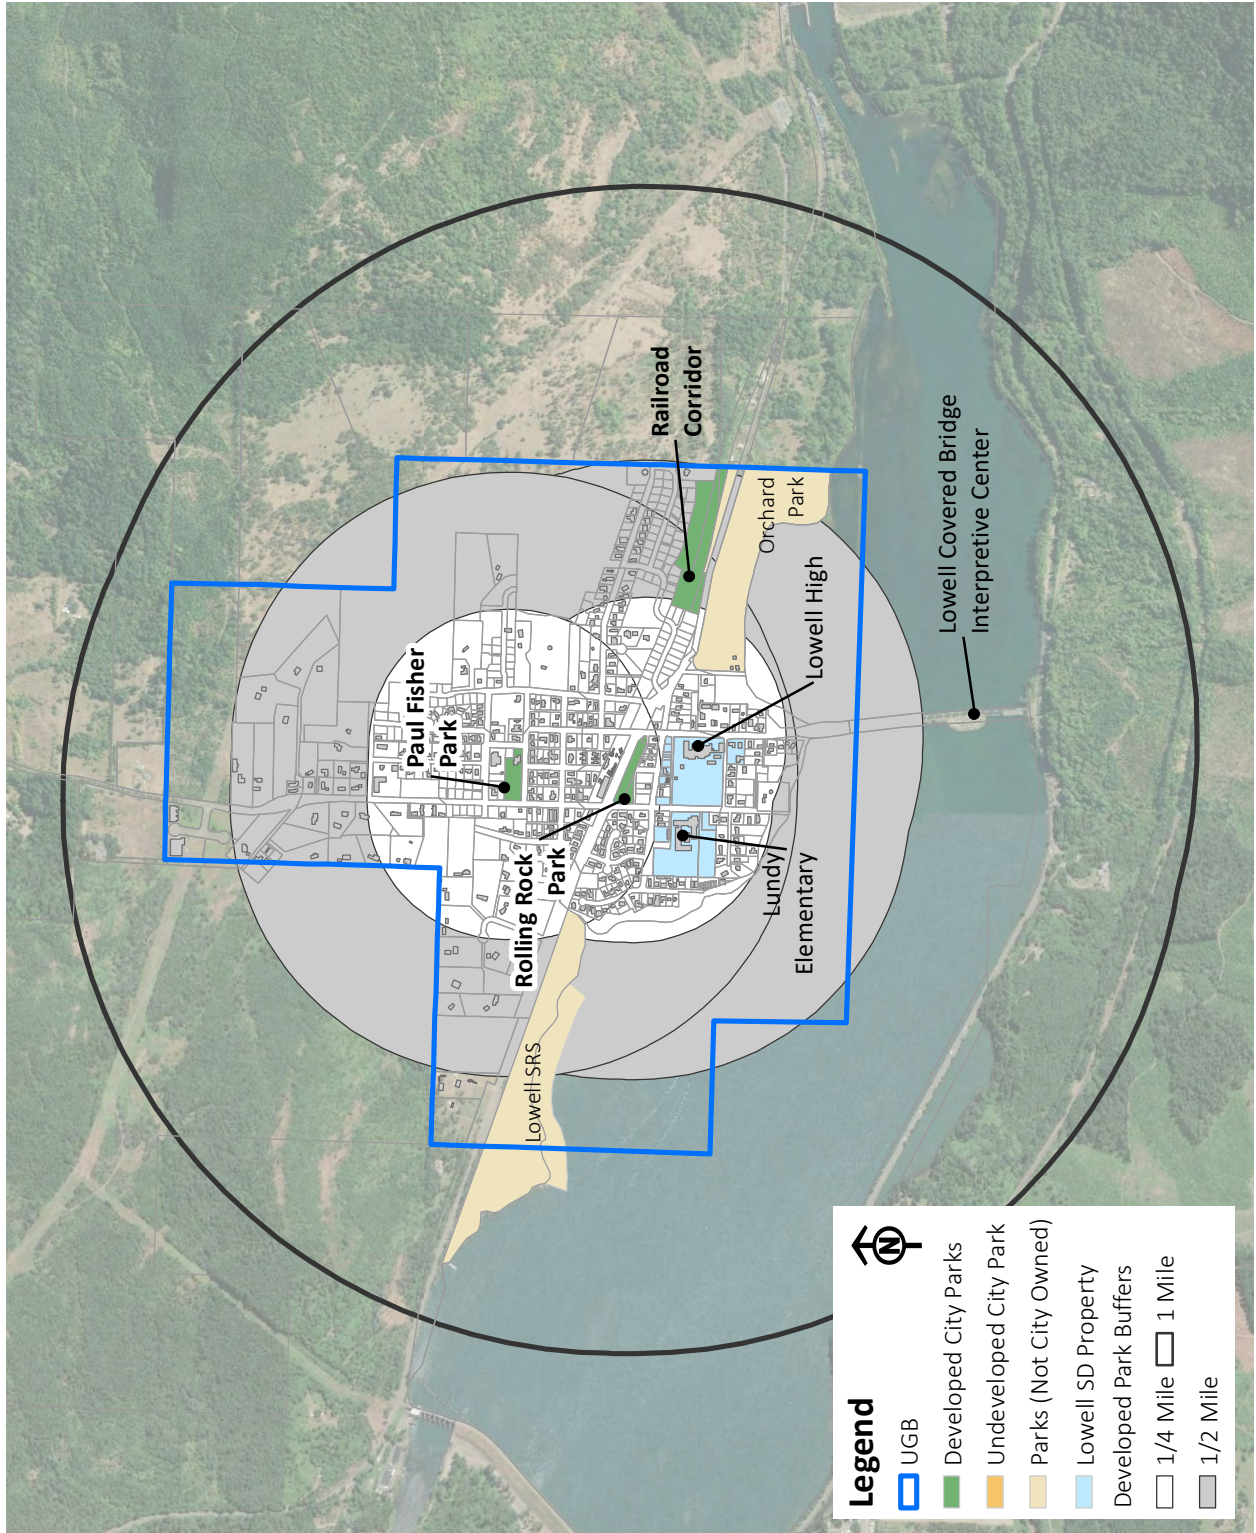 Paul Fisher
Park
Railroad
Corridor
Orchard
Park
Rolling Rock
Park
Lowell High
Lowell Covered Bridge
Interpretive Center
Lundy
Elementary
Lowell SRS
Legend
N
UGB
Developed City Parks
Undeveloped City Park
Parks (Not City Owned)
Lowell SD Property
Developed Park Buffers
1/4 Mile
1 Mile
1/2 Mile